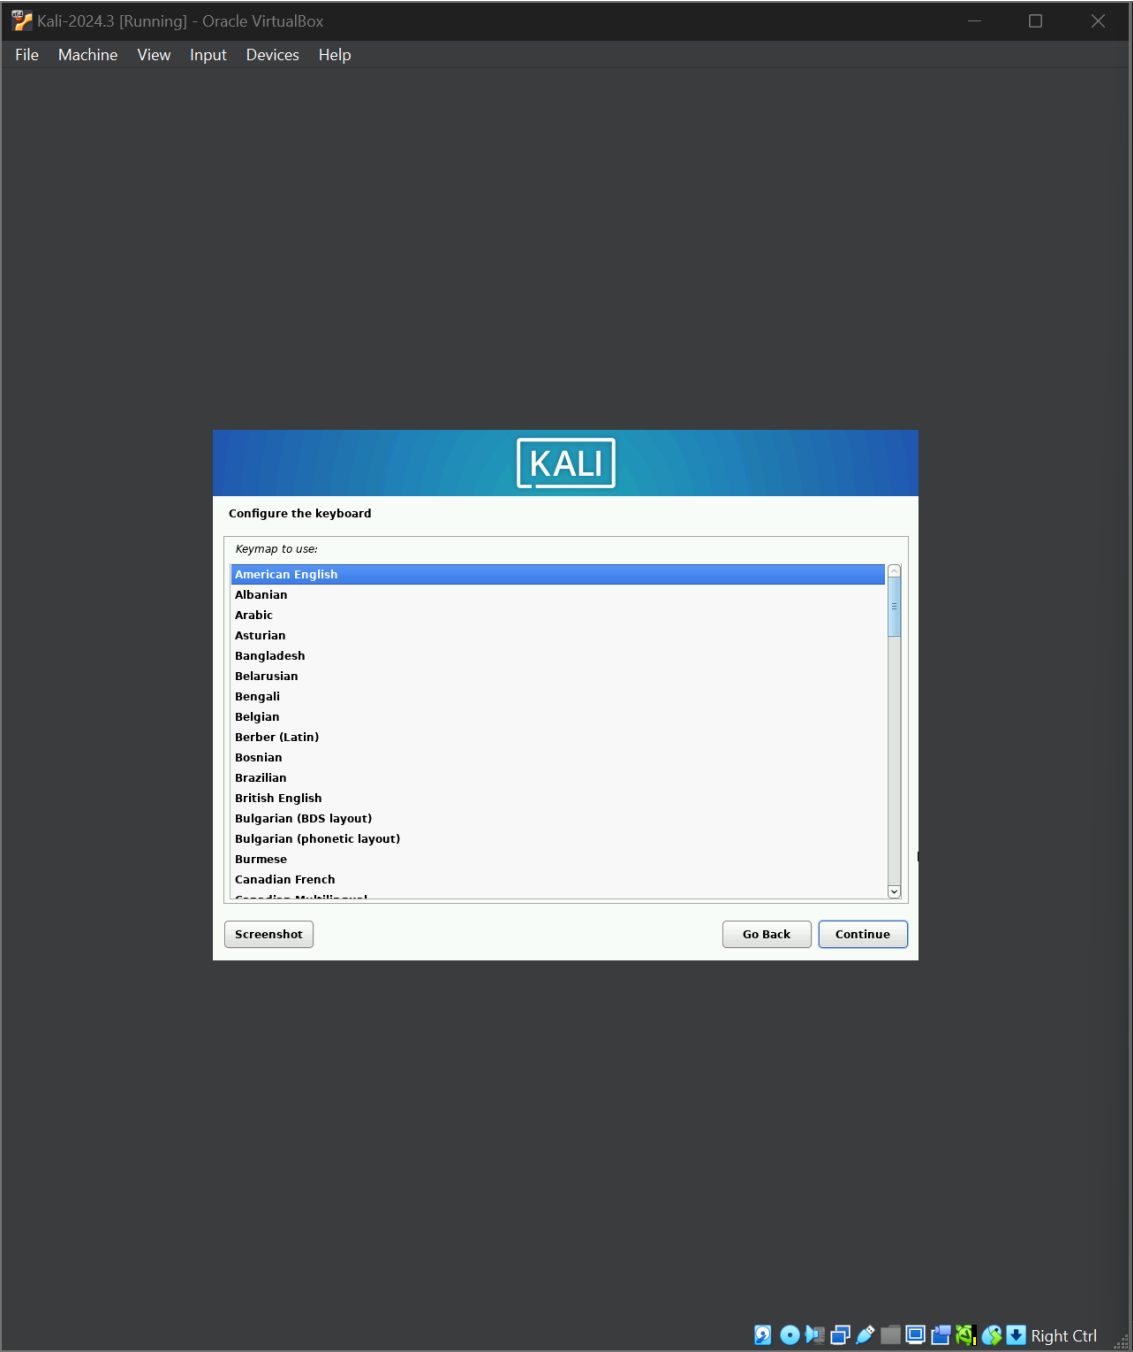 Kali-2024.3 [Running] - Oracle VirtualBox
File Machine View Input Devices Help
KALI
Configure the keyboard
Keymap to use:
American English
Albanian
Arabic
Asturian
Bangladesh
Belarusian
Bengali
Belgian
Berber (Latin)
Bosnian
Brazilian
British English
Bulgarian (BDS layout)
Bulgarian (phonetic layout)
Burmese
Canadian French
Canadian Multilingual
Screenshot Go Back Continue
Right Ctrl